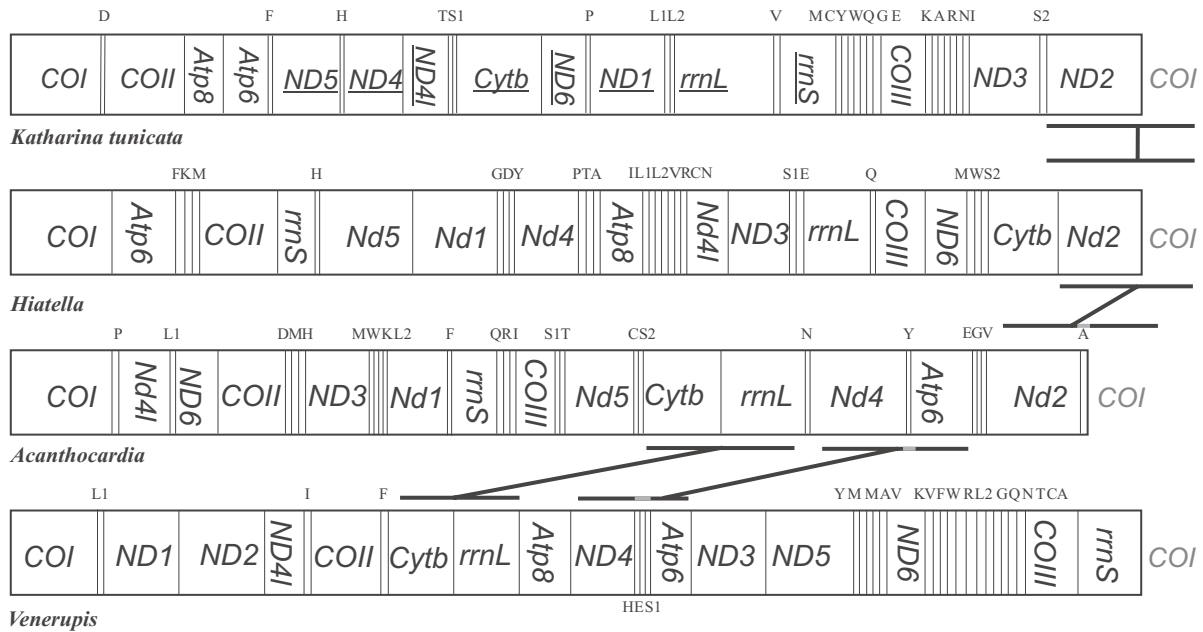 D F H TS1 P L1L2 V MCYWQGE KARNI S2
COI COII Atp8 Atp6 ND5 ND4 ND4l Cytb ND6 ND1 rrnL rrnS COIII ND3 ND2 COI
Katharina tunicata
FKM H GDY PTA IL1L2VRCN S1E Q MWS2
COI Atp6 COII rrnS Nd5 Nd1 Nd4 Atp8 Nd4l ND3 rrnL COIII ND6 Cytb Nd2 COI
Hiatella
P L1 DMH MWKL2 F QRI S1T CS2 N Y EGV A
COI Nd4l ND6 COII ND3 Nd1 rrnS COIII Nd5 Cytb rrnL Nd4 Atp6 Nd2 COI
Acanthocardia
L1 I F YMMAV KVFWRL2 GQNTCA
COI ND1 ND2 ND4l COII Cytb rrnL Atp8 ND4 Atp6 ND3 ND5 ND6 COIII rrnS COI
HES1
Venerupis